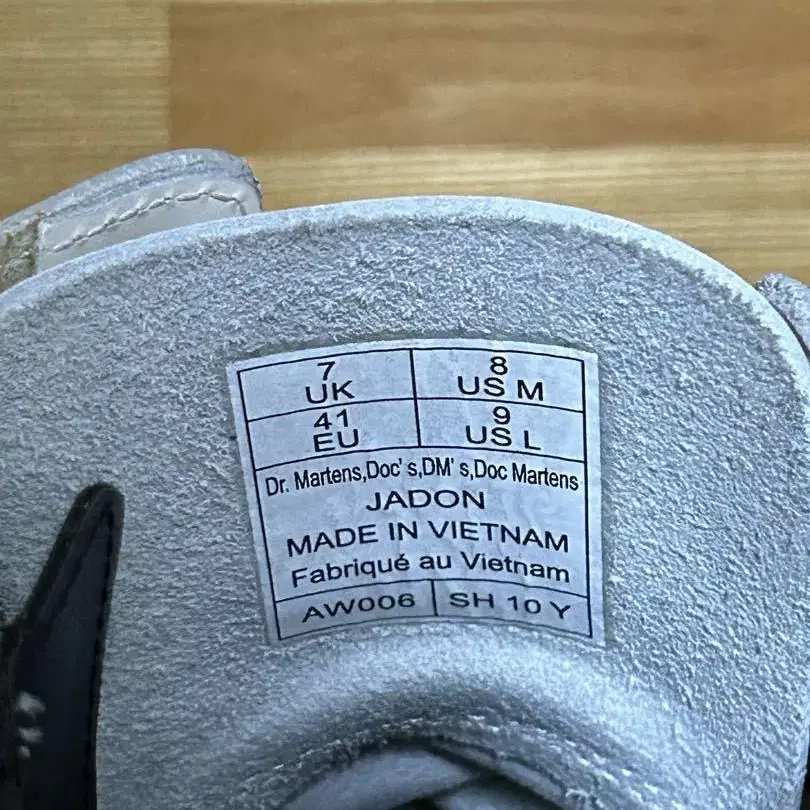 7 UK
8 US M
41 EU
9 US L
Dr. Martens,Doc's,DM's,Doc Martens
JADON
MADE IN VIETNAM
Fabriqué au Vietnam
AW006 SH 10 Y